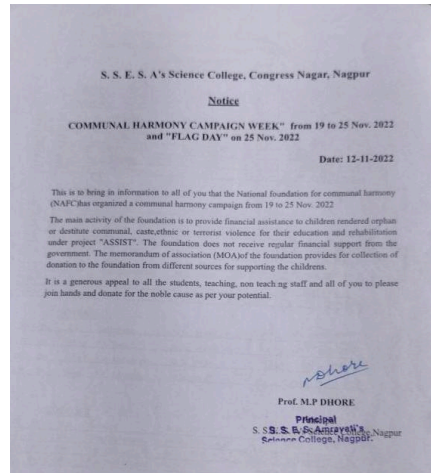 S. S. E. S. A's Science College, Congress Nagar, Nagpur
Notice
COMMUNAL HARMONY CAMPAIGN WEEK" from 19 to 25 Nov. 2022
and "FLAG DAY" on 25 Nov. 2022
Date: 12-11-2022
This is to bring in information to all of you that the National foundation for communal harmony
(NAFC)has organized a communal harmony campaign from 19 to 25 Nov. 2022
The main activity of the foundation is to provide financial assistance to children rendered orphan
or destitute communal, caste,ethnic or terrorist violence for their education and rehabilitation
under project "ASSIST". The foundation does not receive regular financial support from the
government. The memorandum of association (MOA)of the foundation provides for collection of
donation to the foundation from different sources for supporting the childrens.
It is a generous appeal to all the students, teaching, non teach ng staff and all of you to please
join hands and donate for the noble cause as per your potential.
Prof. M.P DHORE
Principal
S. S. E. S. Amravati's
Nagpur
Science College, Nagpur.